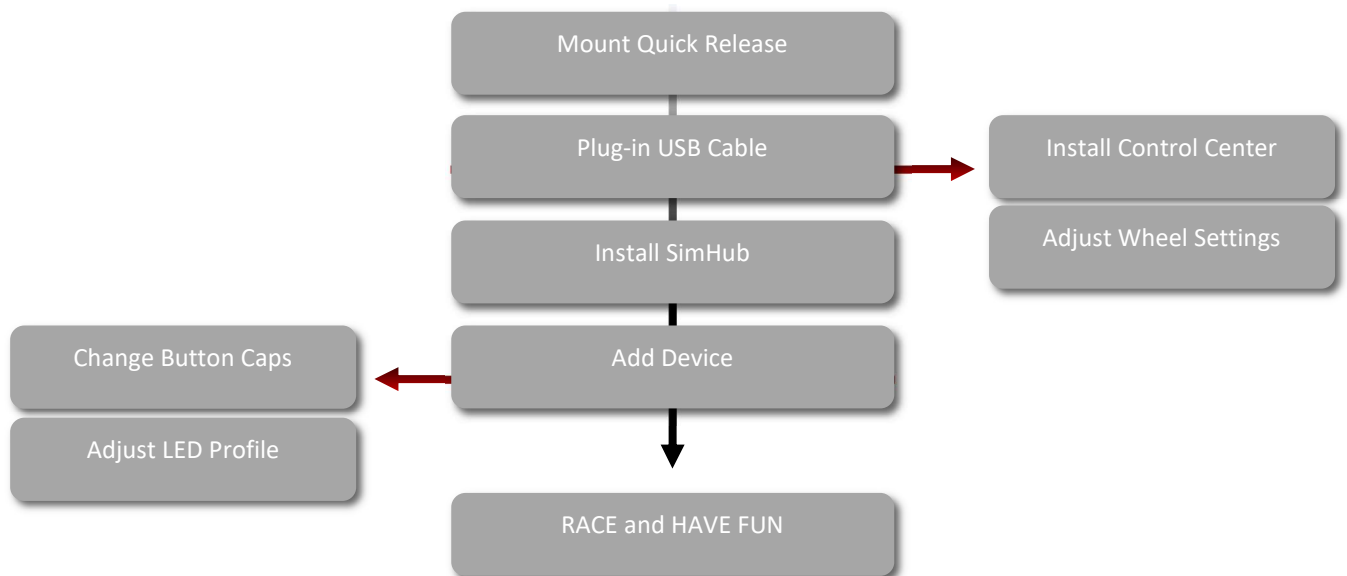 Mount Quick Release
Plug-in USB Cable
Install Control Center
Adjust Wheel Settings
Install SimHub
Add Device
Change Button Caps
Adjust LED Profile
RACE and HAVE FUN